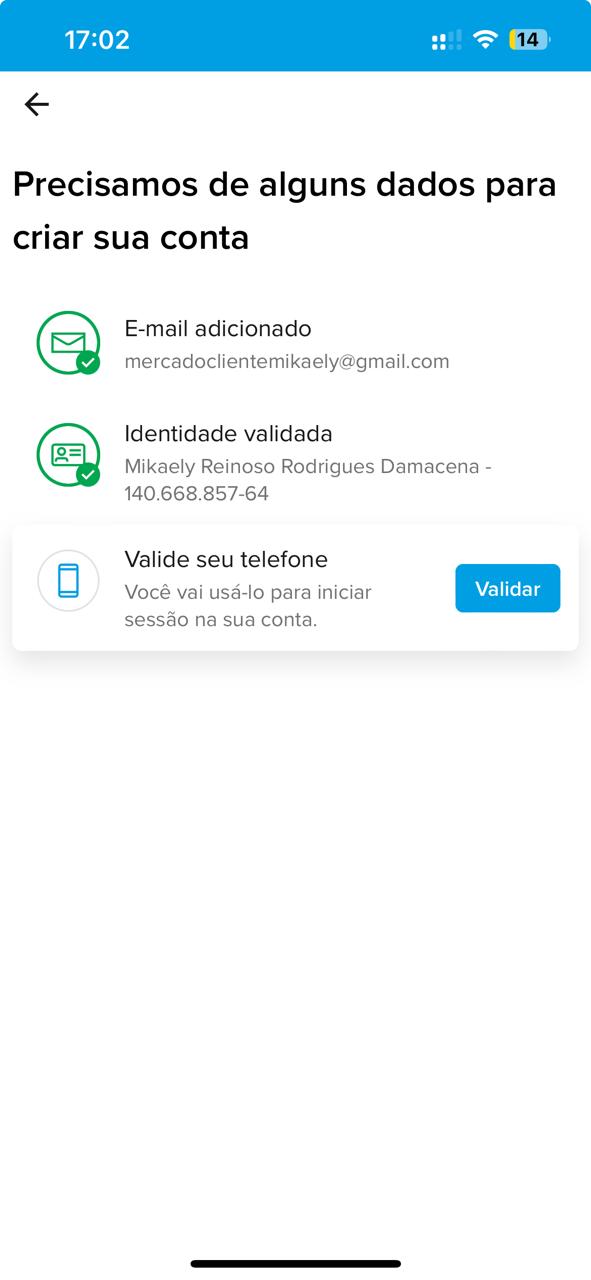 17:02
14
Precisamos de alguns dados para
criar sua conta
E-mail adicionado
mercadoclientemikaely@gmail.com
Identidade validada
Mikaely Reinoso Rodrigues Damacena -
140.668.857-64
Valide seu telefone
Você vai usá-lo para iniciar
sessão na sua conta.
Validar